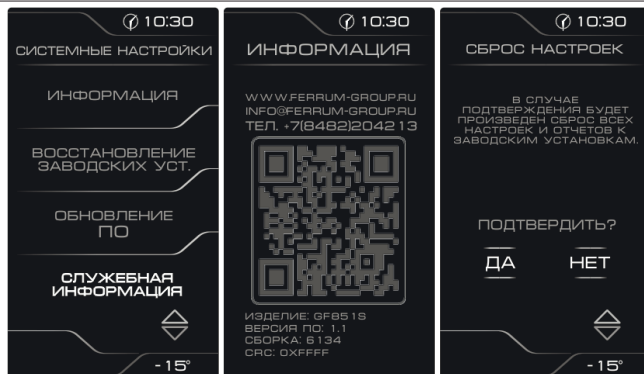 10:30
СИСТЕМНЫЕ НАСТРОЙКИ
ИНФОРМАЦИЯ
ВОССТАНОВЛЕНИЕ
ЗАВОДСКИХ УСТ.
ОБНОВЛЕНИЕ
ПО
СЛУЖЕБНАЯ
ИНФОРМАЦИЯ
-15°
10:30
ИНФОРМАЦИЯ
WWW.FERRUM-GROUP.RU
INFO@FERRUM-GROUP.RU
ТЕЛ. +7(8482)204213
ИЗДЕЛИЕ: GF851S
ВЕРСИЯ ПО: 1.1
СБОРКА: 6134
CRC: 0XFFFF
10:30
СБРОС НАСТРОЕК
В СЛУЧАЕ
ПОДТВЕРЖДЕНИЯ БУДЕТ
ПРОИЗВЕДЕН СБРОС ВСЕХ
НАСТРОЕК И ОТЧЕТОВ К
ЗАВОДСКИМ УСТАНОВКАМ.
ПОДТВЕРДИТЬ?
ДА НЕТ
-15°